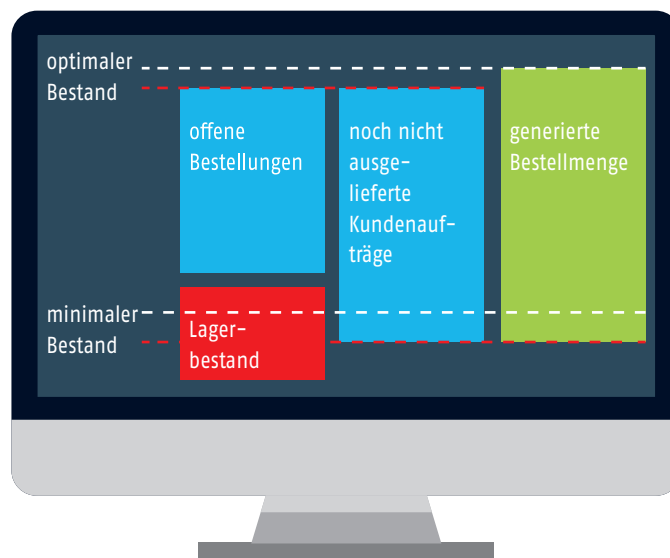 optimaler
Bestand
offene
Bestellungen
noch nicht
ausge-
lieferte
Kundenauf-
träge
generierte
Bestellmenge
minimaler
Bestand
Lager-
bestand